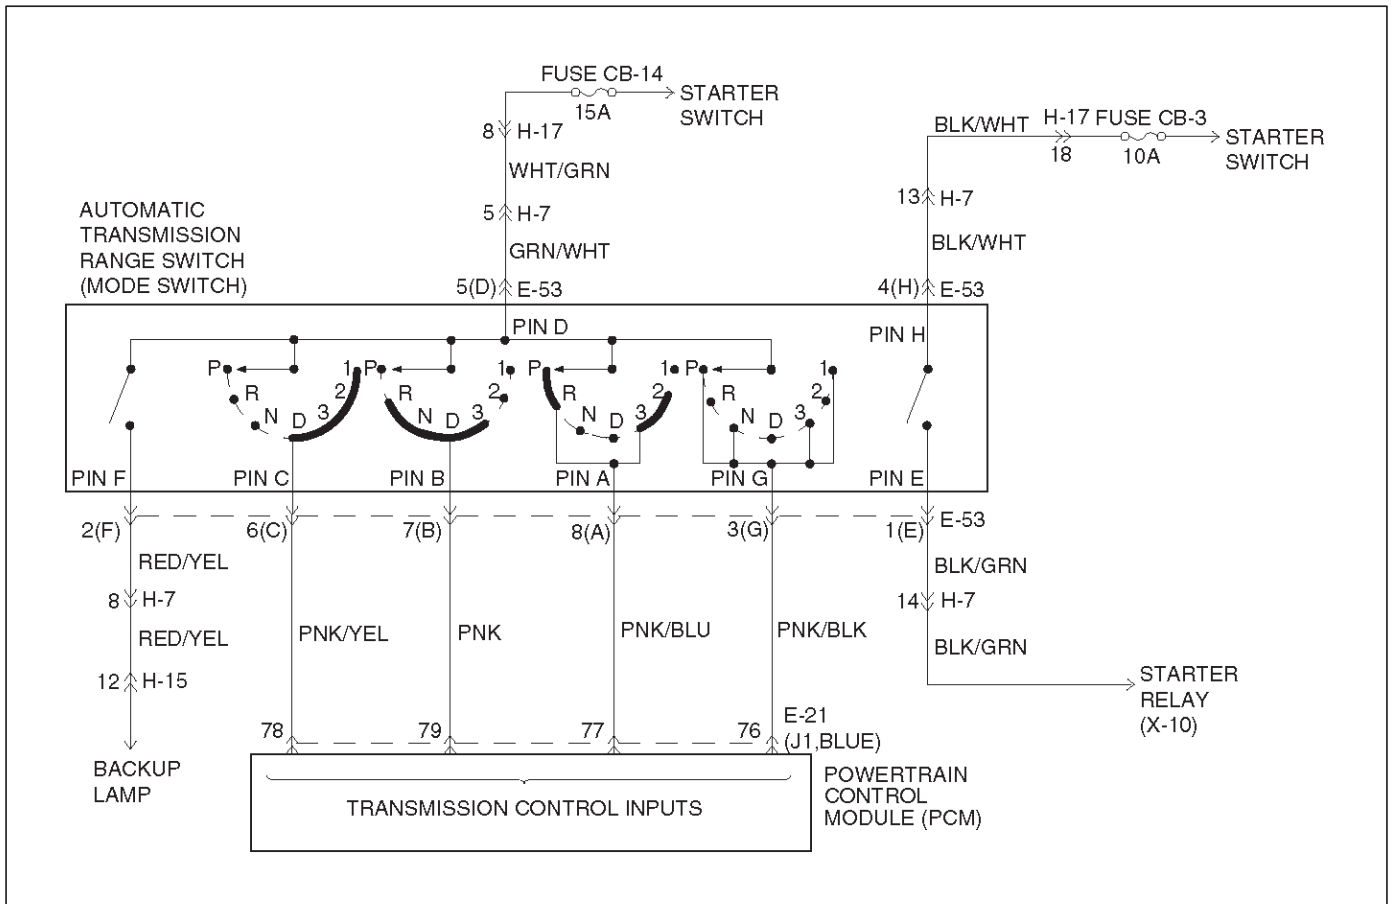 FUSE CB-14
15A
STARTER
SWITCH
8 H-17
WHT/GRN
5 H-7
GRN/WHT
5(D) E-53
BLK/WHT
H-17 FUSE CB-3
18 10A
STARTER
SWITCH
13 H-7
BLK/WHT
4(H) E-53
AUTOMATIC
TRANSMISSION
RANGE SWITCH
(MODE SWITCH)
PIN D
PIN H
P R N D 3 2 1
P R N D 3 2 1
P R N D 3 2 1
P R N D 3 2 1
PIN F PIN C PIN B PIN A PIN G PIN E
2(F) 6(C) 7(B) 8(A) 3(G) 1(E) E-53
RED/YEL
8 H-7
RED/YEL
12 H-15
BACKUP
LAMP
PNK/YEL PNK PNK/BLU PNK/BLK
BLK/GRN
14 H-7
BLK/GRN
STARTER
RELAY
(X-10)
78 79 77 76
E-21
(J1,BLUE)
POWERTRAIN
CONTROL
MODULE (PCM)
TRANSMISSION CONTROL INPUTS